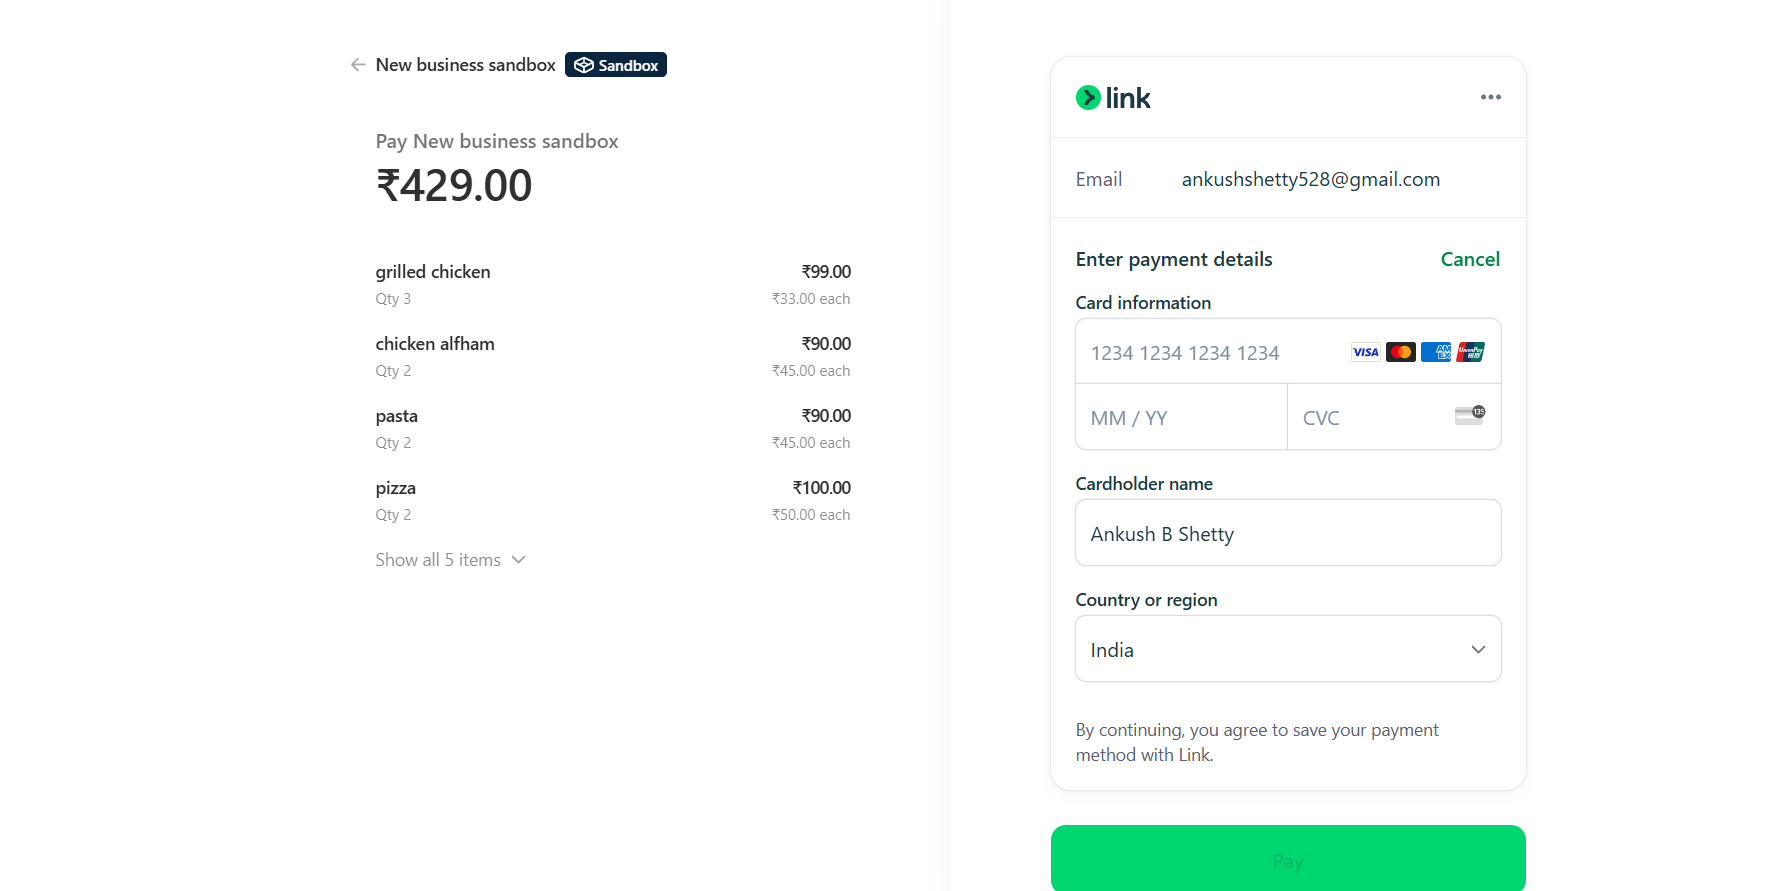 New business sandbox Sandbox
Pay New business sandbox
₹429.00
grilled chicken ₹99.00
Qty 3 ₹33.00 each
chicken alfham ₹90.00
Qty 2 ₹45.00 each
pasta ₹90.00
Qty 2 ₹45.00 each
pizza ₹100.00
Qty 2 ₹50.00 each
Show all 5 items
link
Email ankushshetty528@gmail.com
Enter payment details Cancel
Card information
1234 1234 1234 1234 VISA AMEX UnionPay
MM / YY CVC 135
Cardholder name
Ankush B Shetty
Country or region
India
By continuing, you agree to save your payment
method with Link.
Pay